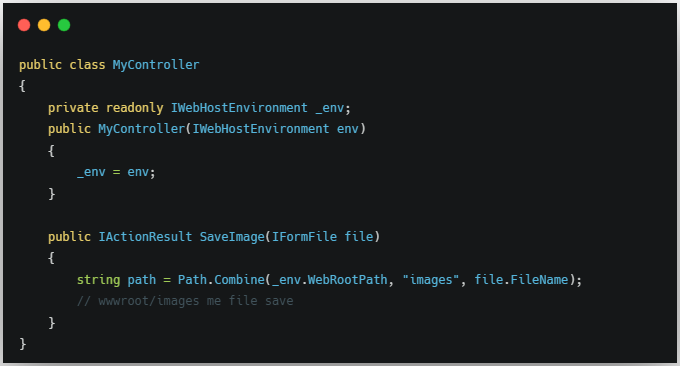 public class MyController
{
    private readonly IWebHostEnvironment _env;
    public MyController(IWebHostEnvironment env)
    {
        _env = env;
    }

    public IActionResult SaveImage(IFormFile file)
    {
        string path = Path.Combine(_env.WebRootPath, "images", file.FileName);
        // wwwroot/images me file save
    }
}